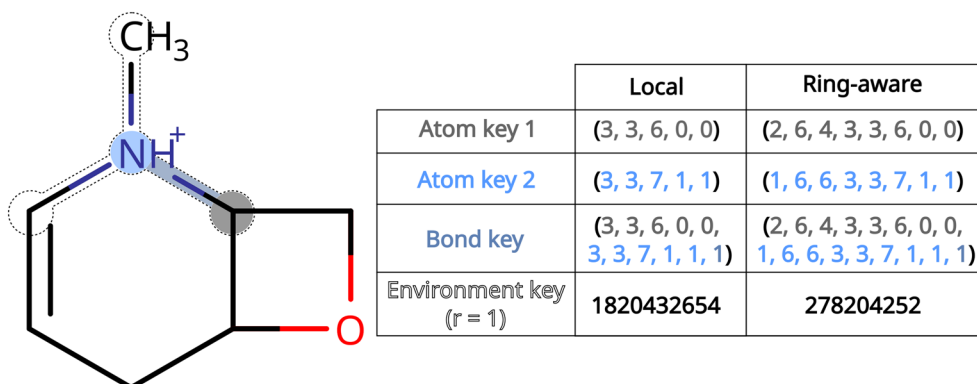 CH3
NH+
O
Local Ring-aware
Atom key 1 (3, 3, 6, 0, 0) (2, 6, 4, 3, 3, 6, 0, 0)
Atom key 2 (3, 3, 7, 1, 1) (1, 6, 6, 3, 3, 7, 1, 1)
Bond key (3, 3, 6, 0, 0, (2, 6, 4, 3, 3, 6, 0, 0,
3, 3, 7, 1, 1, 1) 1, 6, 6, 3, 3, 7, 1, 1, 1)
Environment key
(r = 1) 1820432654 278204252